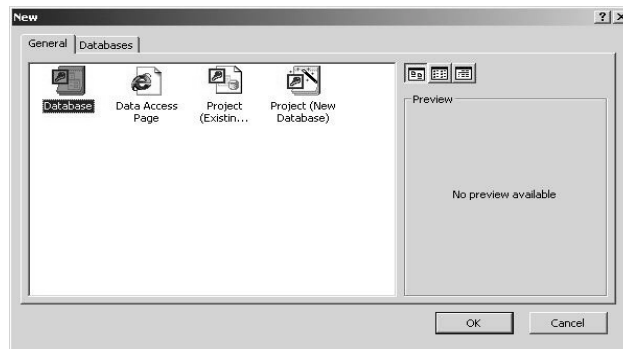 New
General Databases
Database Data Access Page Project (Existin... Project (New Database)
Preview
No preview available
OK Cancel